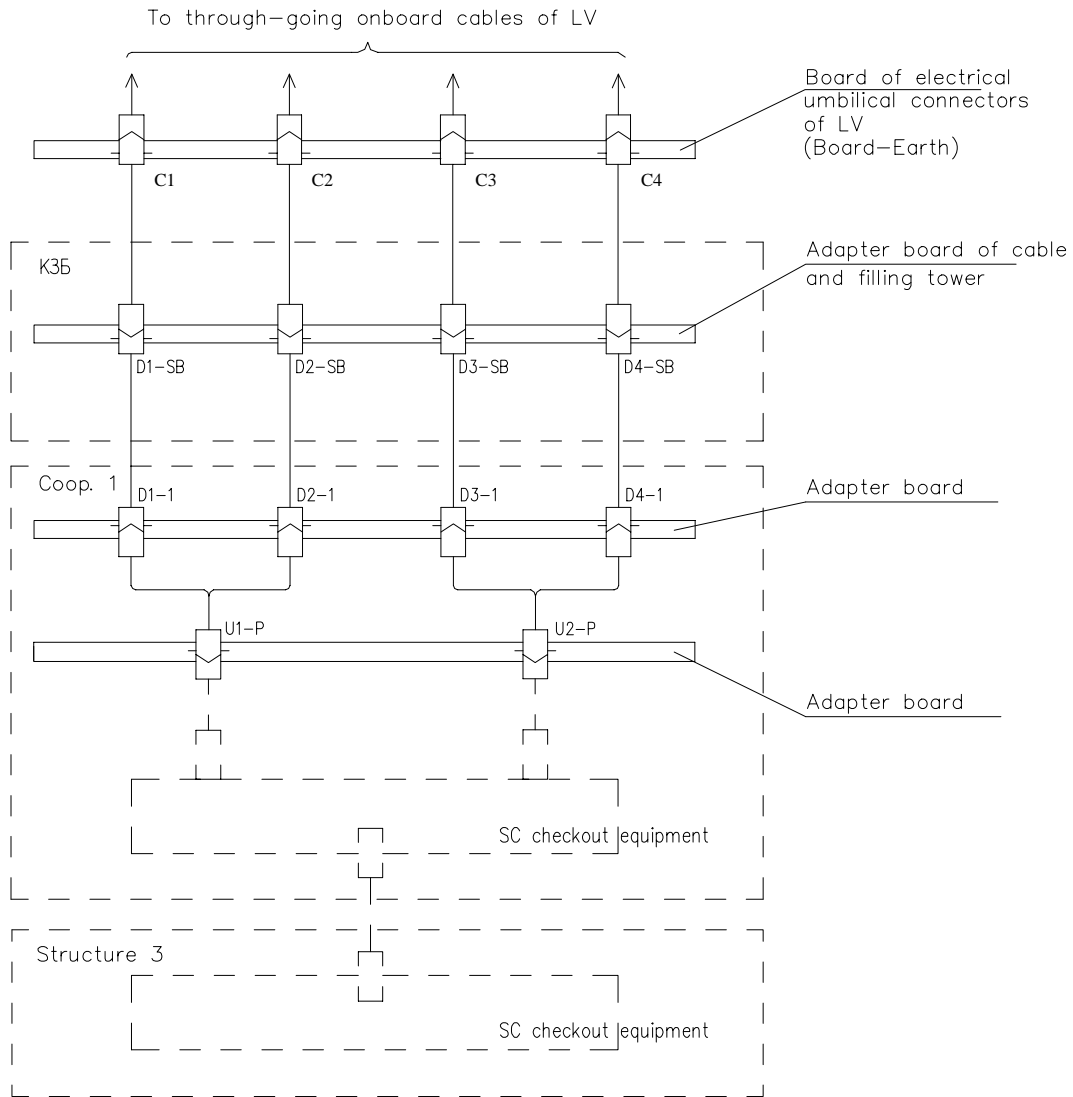 To through-going onboard cables of LV
Board of electrical
umbilical connectors
of LV
(Board-Earth)
C1 C2 C3 C4
КЗБ
Adapter board of cable
and filling tower
D1-SB D2-SB D3-SB D4-SB
Coop. 1
D1-1 D2-1 D3-1 D4-1
Adapter board
U1-P U2-P
Adapter board
SC checkout equipment
Structure 3
SC checkout equipment